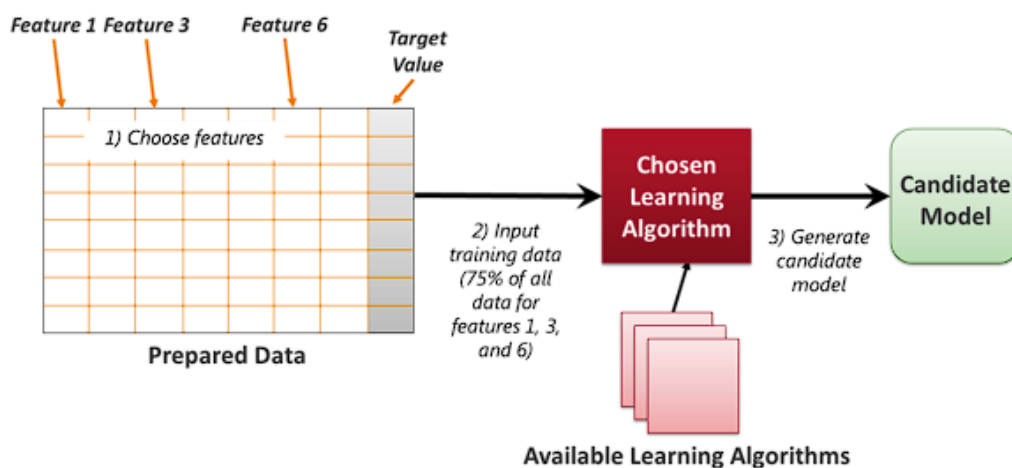 Feature 1 Feature 3 Feature 6
Target
Value
1) Choose features
Prepared Data
2) Input
training data
(75% of all
data for
features 1, 3,
and 6)
Chosen
Learning
Algorithm
3) Generate
candidate
model
Candidate
Model
Available Learning Algorithms